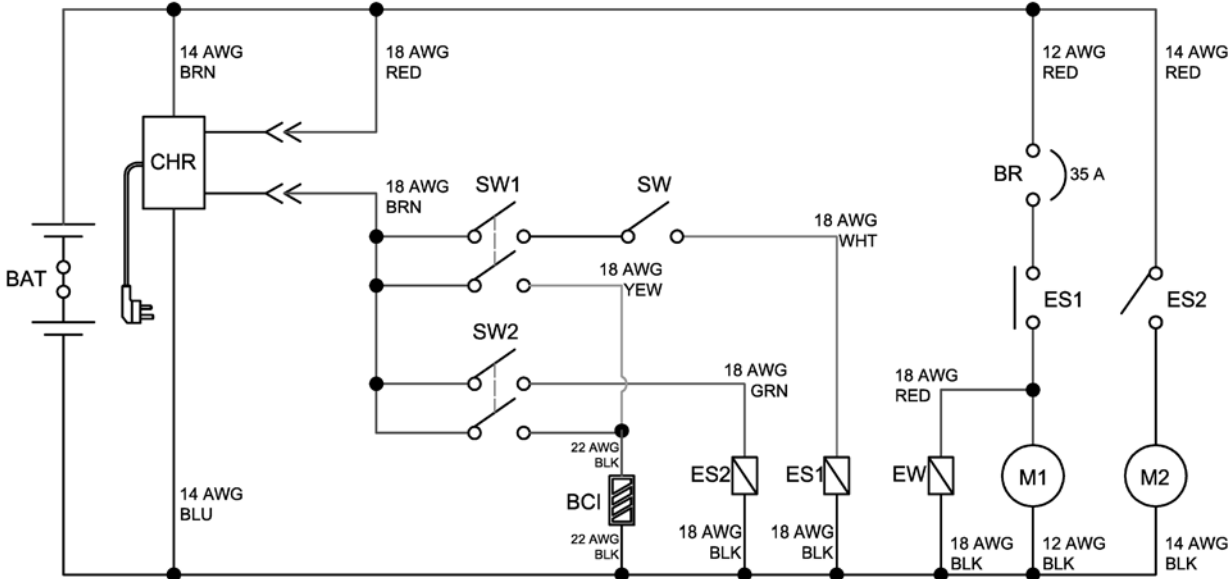 14 AWG
BRN
18 AWG
RED
12 AWG
RED
14 AWG
RED
CHR
BR
35 A
18 AWG
BRN
SW1
SW
18 AWG
WHT
18 AWG
YEW
BAT
ES1
ES2
SW2
18 AWG
GRN
18 AWG
RED
22 AWG
BLK
ES2
ES1
EW
M1
M2
14 AWG
BLU
BCI
22 AWG
BLK
18 AWG
BLK
18 AWG
BLK
18 AWG
BLK
12 AWG
BLK
14 AWG
BLK